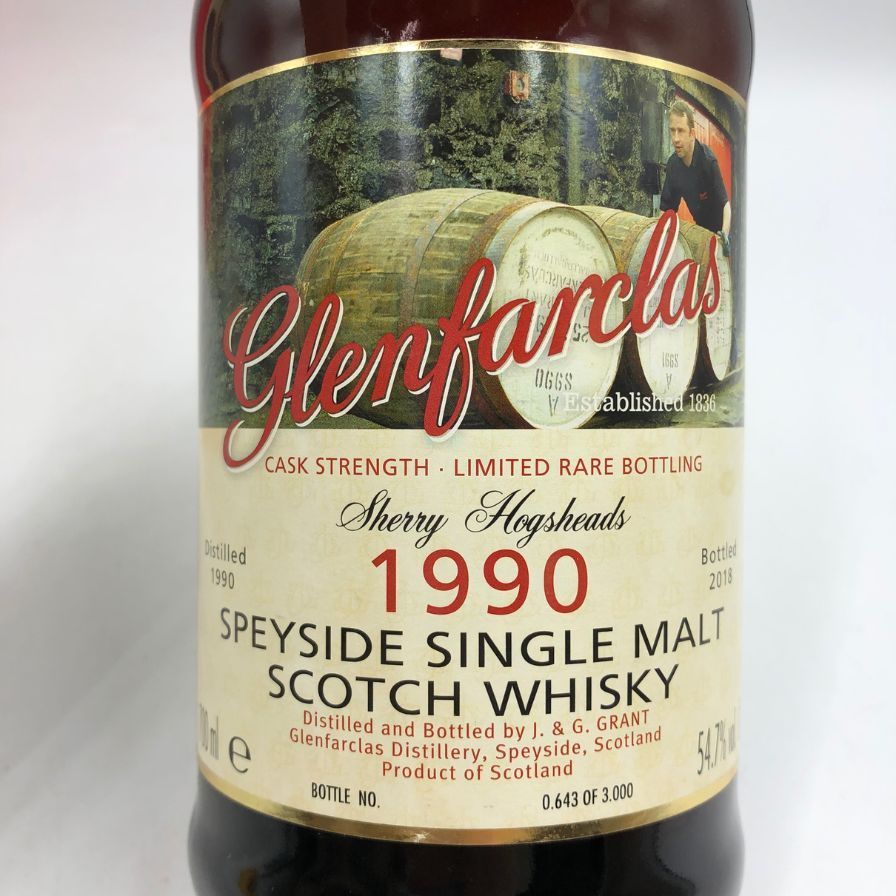 Glenfarclas
Established 1836
CASK STRENGTH · LIMITED RARE BOTTLING
Sherry Hogsheads
Distilled
1990
1990
Bottled
2018
SPEYSIDE SINGLE MALT
SCOTCH WHISKY
Distilled and Bottled by J. & G. GRANT
Glenfarclas Distillery, Speyside, Scotland
Product of Scotland
ml e
54.7%
BOTTLE NO. 0.643 OF 3.000